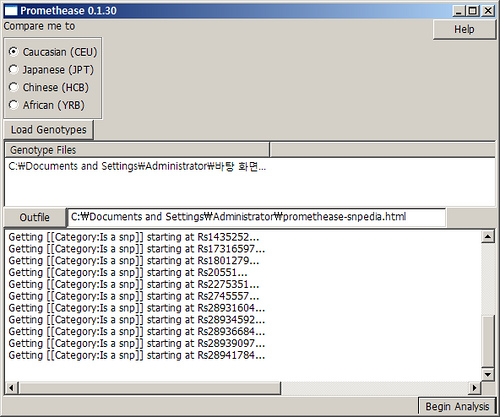 Promethease 0.1.30
Compare me to
Help
Caucasian (CEU)
Japanese (JPT)
Chinese (HCB)
African (YRB)
Load Genotypes
Genotype Files
C:₩Documents and Settings₩Administrator₩바탕 화면...
Outfile
C:₩Documents and Settings₩Administrator₩promethease-snpedia.html
Getting [[Category:Is a snp]] starting at Rs1435252...
Getting [[Category:Is a snp]] starting at Rs17316597...
Getting [[Category:Is a snp]] starting at Rs1801279...
Getting [[Category:Is a snp]] starting at Rs20551...
Getting [[Category:Is a snp]] starting at Rs2275351...
Getting [[Category:Is a snp]] starting at Rs2745557...
Getting [[Category:Is a snp]] starting at Rs28931604...
Getting [[Category:Is a snp]] starting at Rs28934592...
Getting [[Category:Is a snp]] starting at Rs28936684...
Getting [[Category:Is a snp]] starting at Rs28939097...
Getting [[Category:Is a snp]] starting at Rs28941784...
Begin Analysis